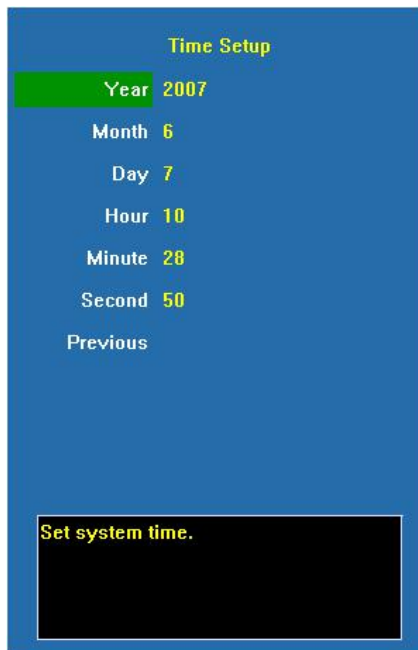 Time Setup
Year 2007
Month 6
Day 7
Hour 10
Minute 28
Second 50
Previous
Set system time.